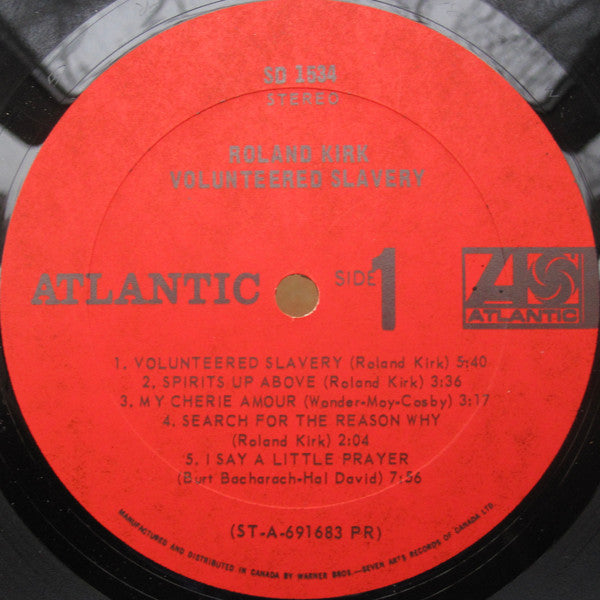 SD 1534
STEREO
ROLAND KIRK
VOLUNTEERED SLAVERY
ATLANTIC
SIDE 1
ATLANTIC
1. VOLUNTEERED SLAVERY (Roland Kirk) 5:40
2. SPIRITS UP ABOVE (Roland Kirk) 3:36
3. MY CHERIE AMOUR (Wonder-Moy-Cosby) 3:17
4. SEARCH FOR THE REASON WHY
(Roland Kirk) 2:04
5. I SAY A LITTLE PRAYER
(Burt Bacharach-Hal David) 7:56
(ST-A-691683 PR)
MANUFACTURED AND DISTRIBUTED IN CANADA BY WARNER BROS.—SEVEN ARTS RECORDS OF CANADA LTD.